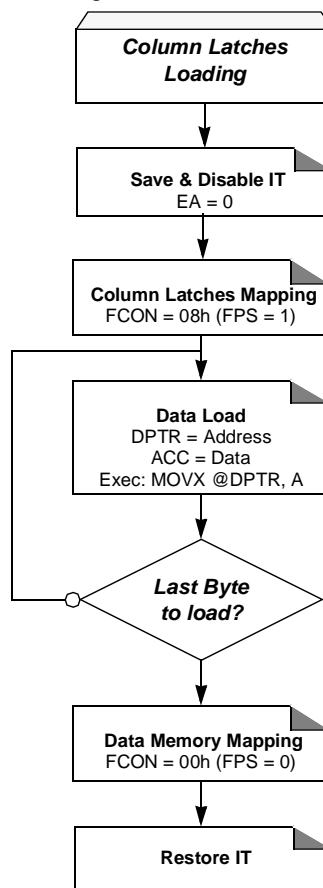 Column Latches
Loading
Save & Disable IT
EA = 0
Column Latches Mapping
FCON = 08h (FPS = 1)
Data Load
DPTR = Address
ACC = Data
Exec: MOVX @DPTR, A
Last Byte
to load?
Data Memory Mapping
FCON = 00h (FPS = 0)
Restore IT